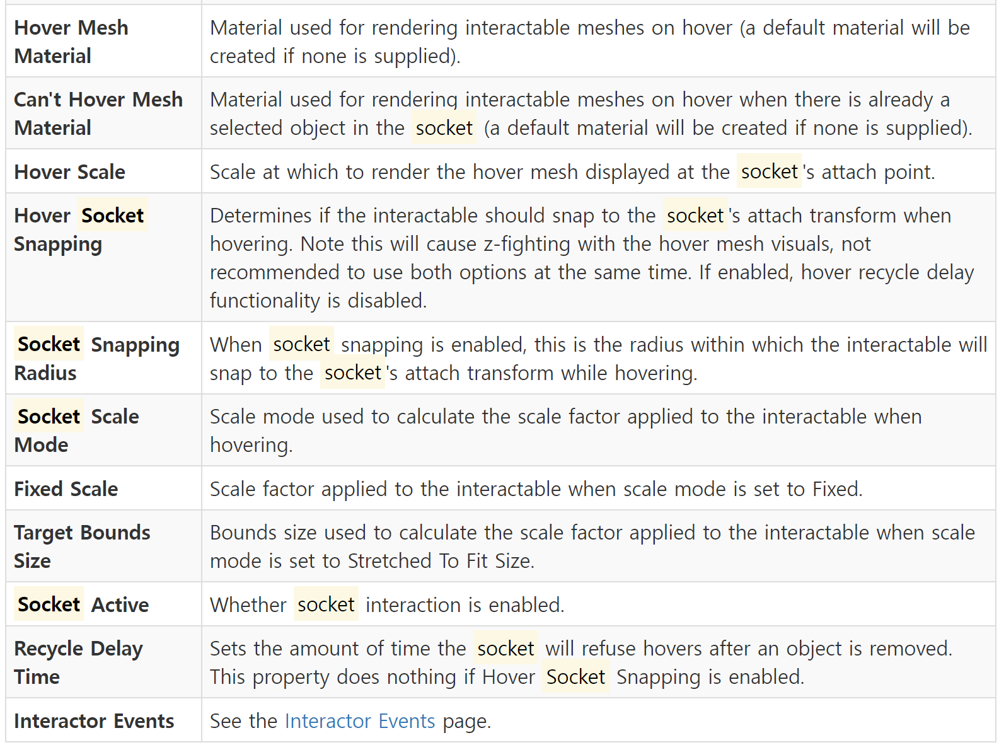 Hover Mesh
Material
Material used for rendering interactable meshes on hover (a default material will be
created if none is supplied).
Can't Hover Mesh
Material
Material used for rendering interactable meshes on hover when there is already a
selected object in the socket (a default material will be created if none is supplied).
Hover Scale
Scale at which to render the hover mesh displayed at the socket's attach point.
Hover Socket
Snapping
Determines if the interactable should snap to the socket's attach transform when
hovering. Note this will cause z-fighting with the hover mesh visuals, not
recommended to use both options at the same time. If enabled, hover recycle delay
functionality is disabled.
Socket Snapping
Radius
When socket snapping is enabled, this is the radius within which the interactable will
snap to the socket's attach transform while hovering.
Socket Scale
Mode
Scale mode used to calculate the scale factor applied to the interactable when
hovering.
Fixed Scale
Scale factor applied to the interactable when scale mode is set to Fixed.
Target Bounds
Size
Bounds size used to calculate the scale factor applied to the interactable when scale
mode is set to Stretched To Fit Size.
Socket Active
Whether socket interaction is enabled.
Recycle Delay
Time
Sets the amount of time the socket will refuse hovers after an object is removed.
This property does nothing if Hover Socket Snapping is enabled.
Interactor Events
See the Interactor Events page.